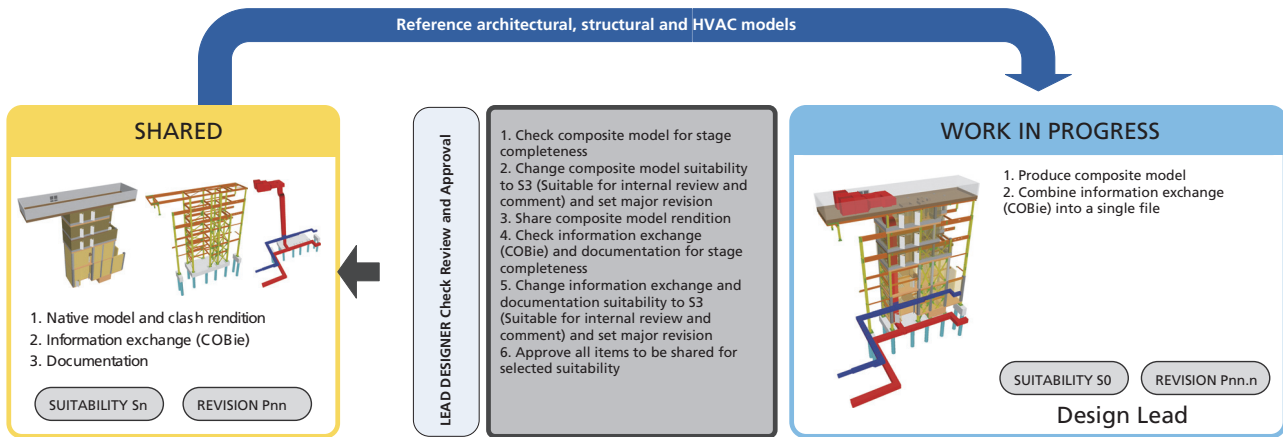 Reference architectural, structural and HVAC models
SHARED
1. Native model and clash rendition
2. Information exchange (COBie)
3. Documentation
SUITABILITY Sn
REVISION Pnn
LEAD DESIGNER Check Review and Approval
1. Check composite model for stage
completeness
2. Change composite model suitability
to S3 (Suitable for internal review and
comment) and set major revision
3. Share composite model rendition
4. Check information exchange
(COBie) and documentation for stage
completeness
5. Change information exchange and
documentation suitability to S3
(Suitable for internal review and
comment) and set major revision
6. Approve all items to be shared for
selected suitability
WORK IN PROGRESS
1. Produce composite model
2. Combine information exchange
(COBie) into a single file
SUITABILITY S0
REVISION Pnn.n
Design Lead